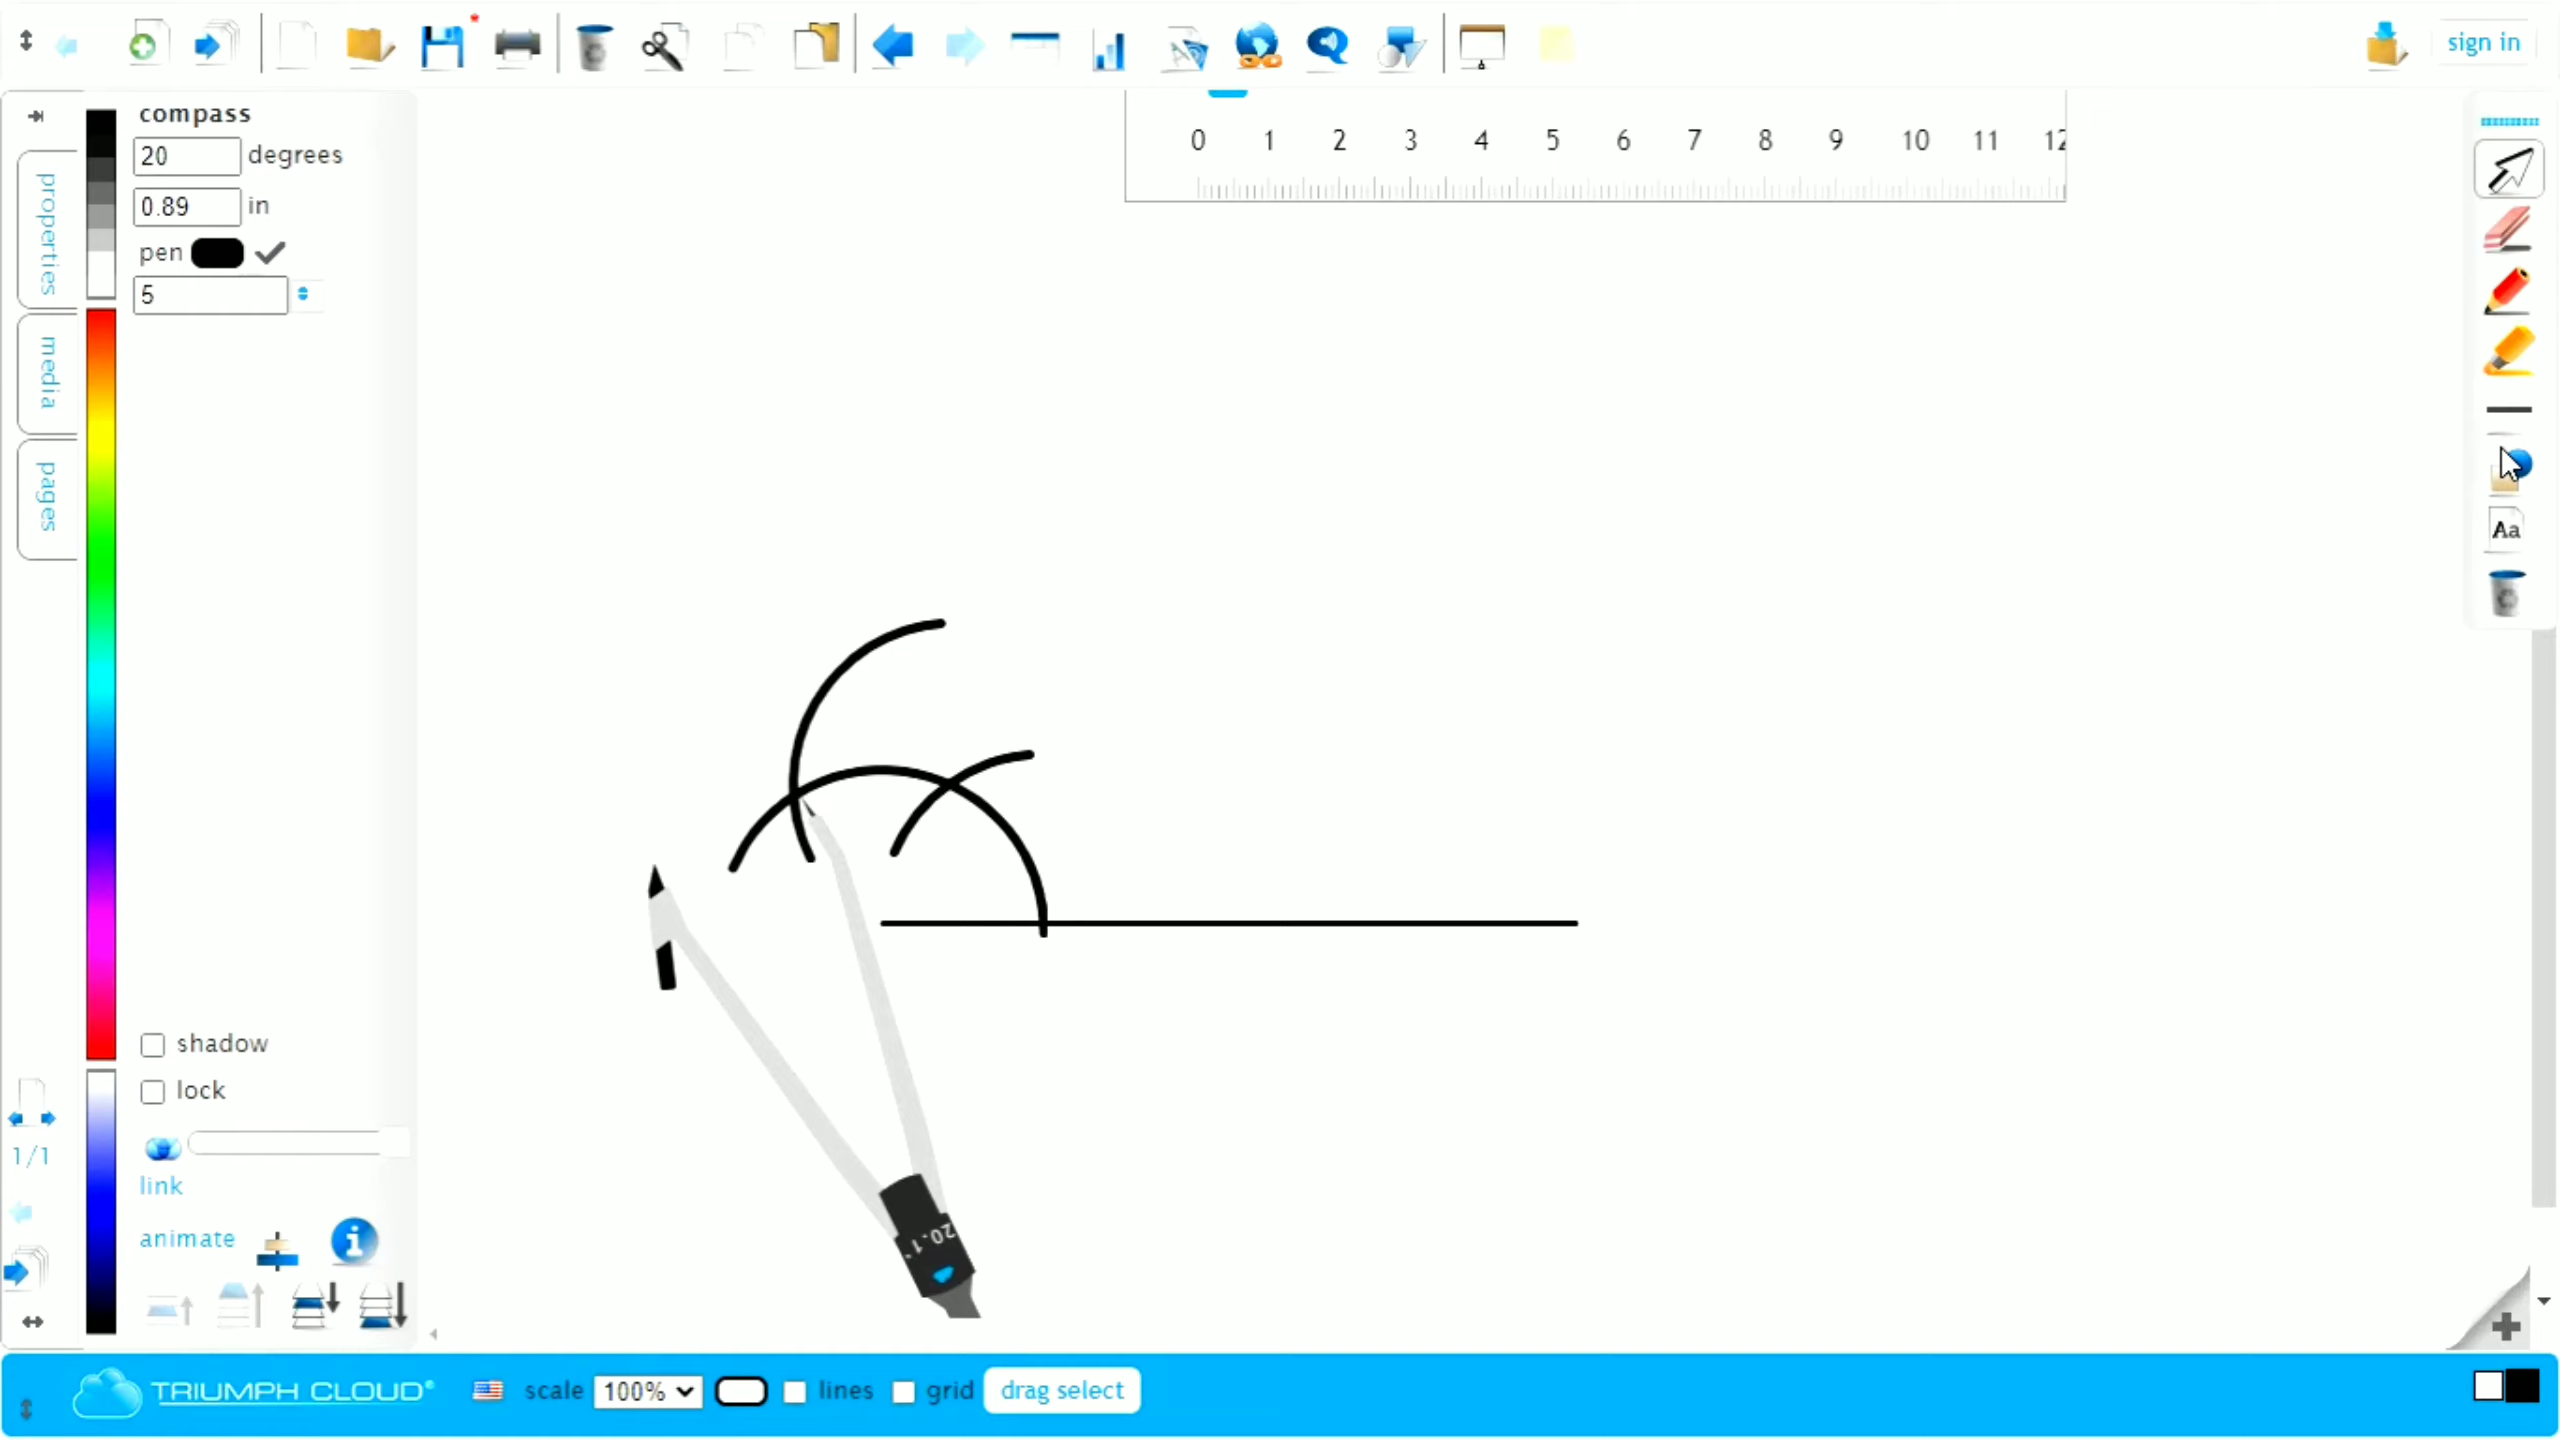 sign in
compass
20 degrees
0.89 in
pen
5
properties
media
pages
0 1 2 3 4 5 6 7 8 9 10 11 12
Aa
20.1°
shadow
lock
1/1
link
animate
TRIUMPH CLOUD® scale 100% lines grid drag select